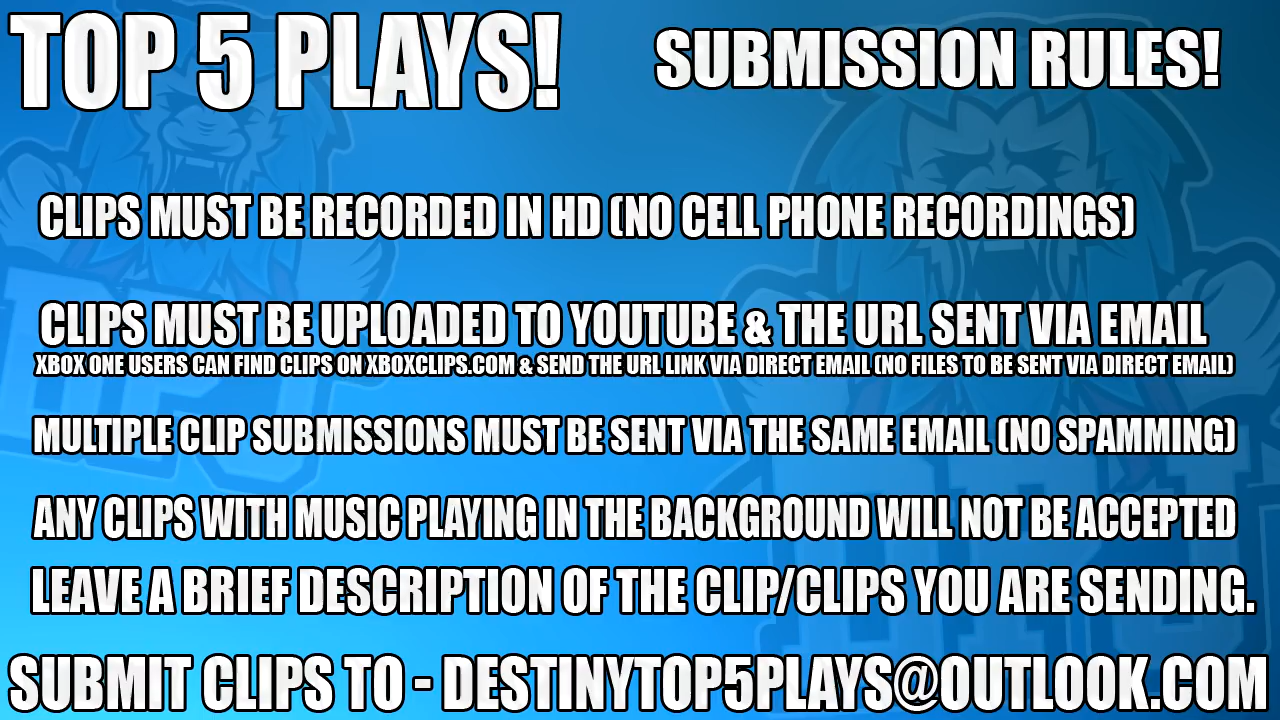 TOP 5 PLAYS!
SUBMISSION RULES!
CLIPS MUST BE RECORDED IN HD (NO CELL PHONE RECORDINGS)
CLIPS MUST BE UPLOADED TO YOUTUBE & THE URL SENT VIA EMAIL
XBOX ONE USERS CAN FIND CLIPS ON XBOXCLIPS.COM & SEND THE URL LINK VIA DIRECT EMAIL (NO FILES TO BE SENT VIA DIRECT EMAIL)
MULTIPLE CLIP SUBMISSIONS MUST BE SENT VIA THE SAME EMAIL (NO SPAMMING)
ANY CLIPS WITH MUSIC PLAYING IN THE BACKGROUND WILL NOT BE ACCEPTED
LEAVE A BRIEF DESCRIPTION OF THE CLIP/CLIPS YOU ARE SENDING.
SUBMIT CLIPS TO - DESTINYTOP5PLAYS@OUTLOOK.COM